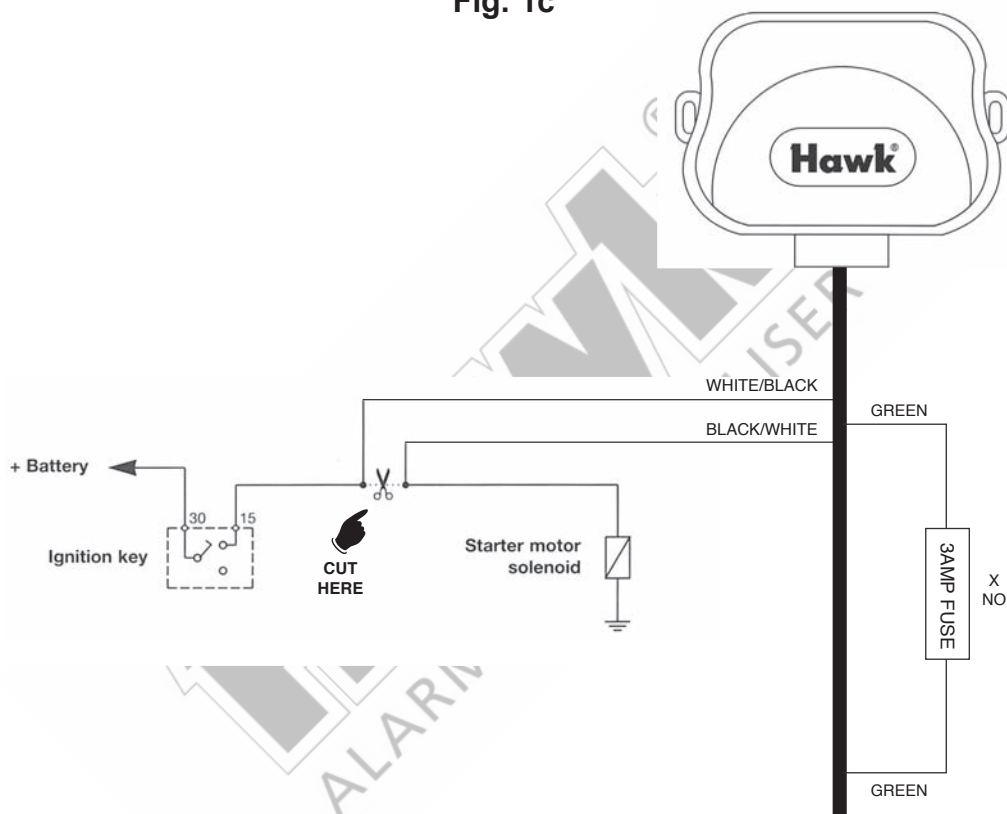 Fig. 1c
Hawk®
WHITE/BLACK
GREEN
BLACK/WHITE
+ Battery
30
15
Ignition key
CUT
HERE
Starter motor
solenoid
3AMP FUSE
X
NO
GREEN